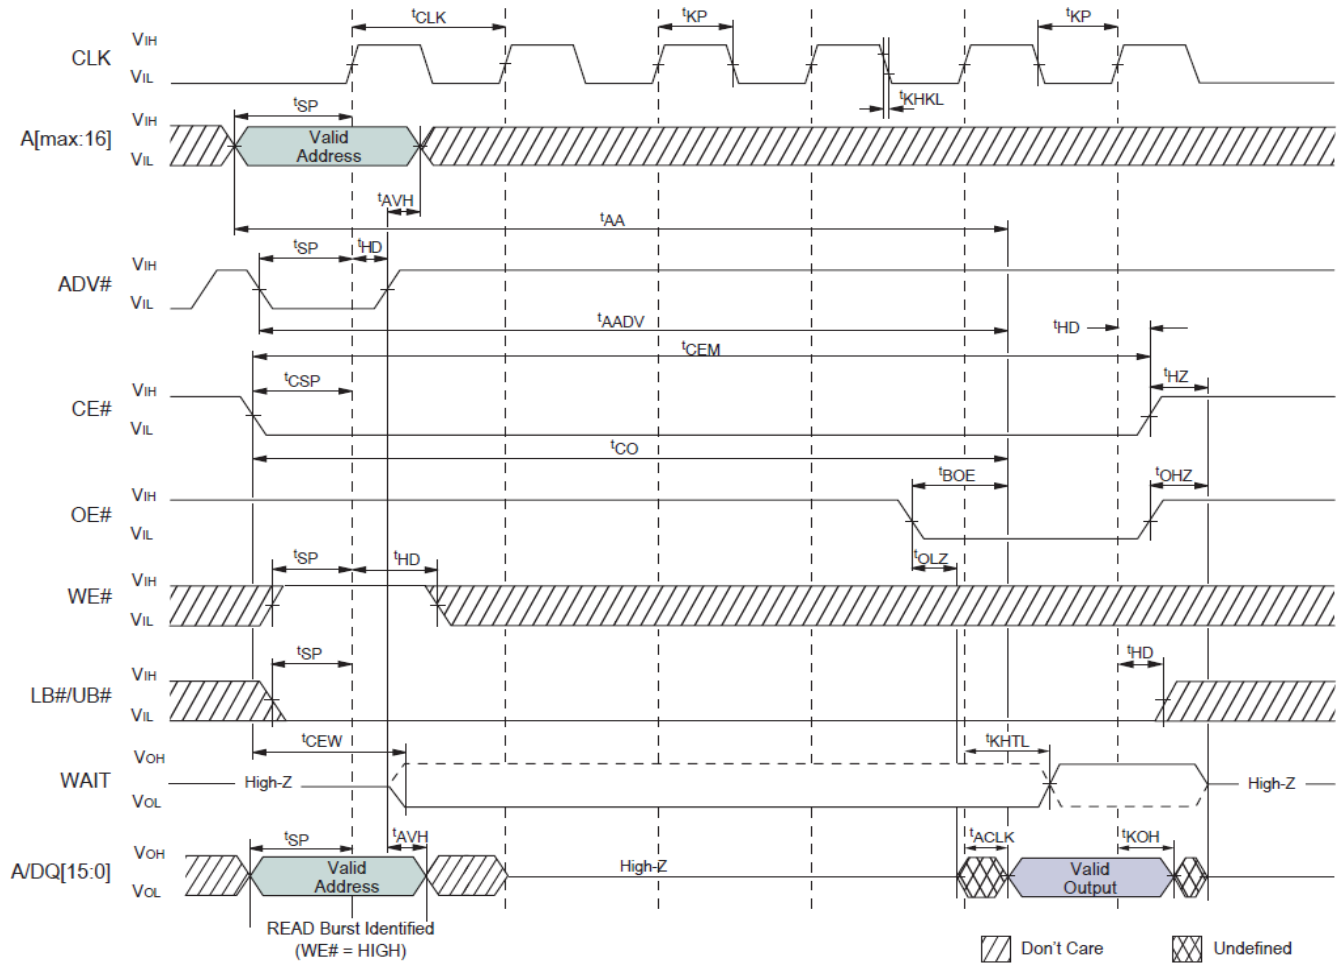 tCLK tKP tKP
CLK VIH
VIL
tKHKL
tSP
A[max:16] VIH
VIL
Valid
Address
tAVH
tAA
tSP tHD
ADV# VIH
VIL
tAADV
tHD
tCEM
tCSP tHZ
CE# VIH
VIL
tCO
tBOE tOHZ
OE# VIH
VIL
tOLZ
tSP tHD
WE# VIH
VIL
tSP tHD
LB#/UB# VIH
VIL
tCEW tKHTL
WAIT VOH
VOL
High-Z High-Z
tSP tAVH tACLK tKOH
A/DQ[15:0] VOH
VOL
Valid
Address
High-Z
Valid
Output
READ Burst Identified
(WE# = HIGH)
Don't Care Undefined